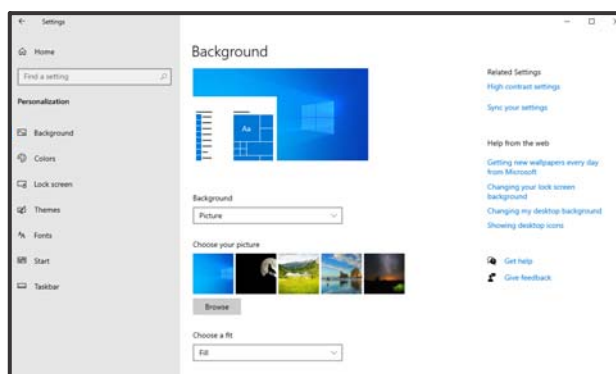 Settings
Home
Find a setting
Personalization
Background
Colors
Lock screen
Themes
Fonts
Start
Taskbar
Background
Aa
Background
Picture
Choose your picture
Browse
Choose a fit
Fill
Related Settings
High contrast settings
Sync your settings
Help from the web
Getting new wallpapers every day
from Microsoft
Changing your lock screen
background
Changing my desktop background
Showing desktop icons
Get help
Give feedback